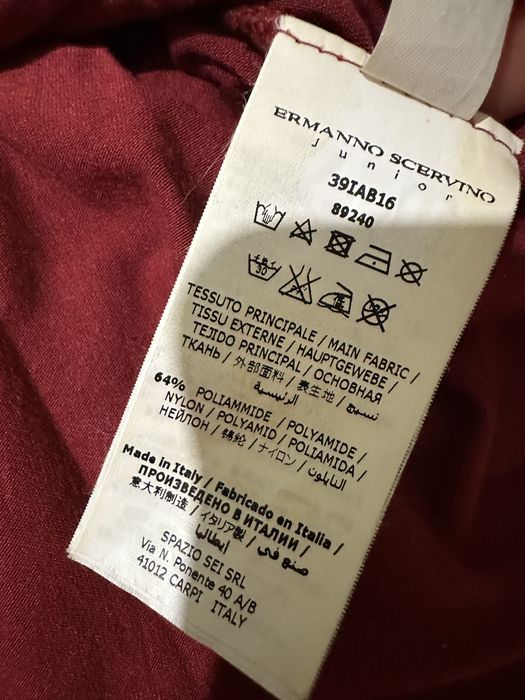 ERMANNO SCERVINO
Junior
39IAB16
89240
30
TESSUTO PRINCIPALE / MAIN FABRIC /
TISSU EXTERNE / HAUPTGEWEBE /
TEJIDO PRINCIPAL / ОСНОВНАЯ
ТКАНЬ / 外部面料 / 表生地 / نسيج
الرئيسية
64% POLIAMMIDE / POLYAMIDE /
NYLON / POLYAMID / POLIAMIDA /
НЕЙЛОН / 锦纶 / ナイロン / النايلون
Made in Italy / Fabricado en Italia /
ПРОИЗВЕДЕНО В ИТАЛИИ /
意大利制造 / イタリア製 / صنع في
إيطاليا
SPAZIO SEI SRL
Via N. Ponente 40 A/B
41012 CARPI ITALY